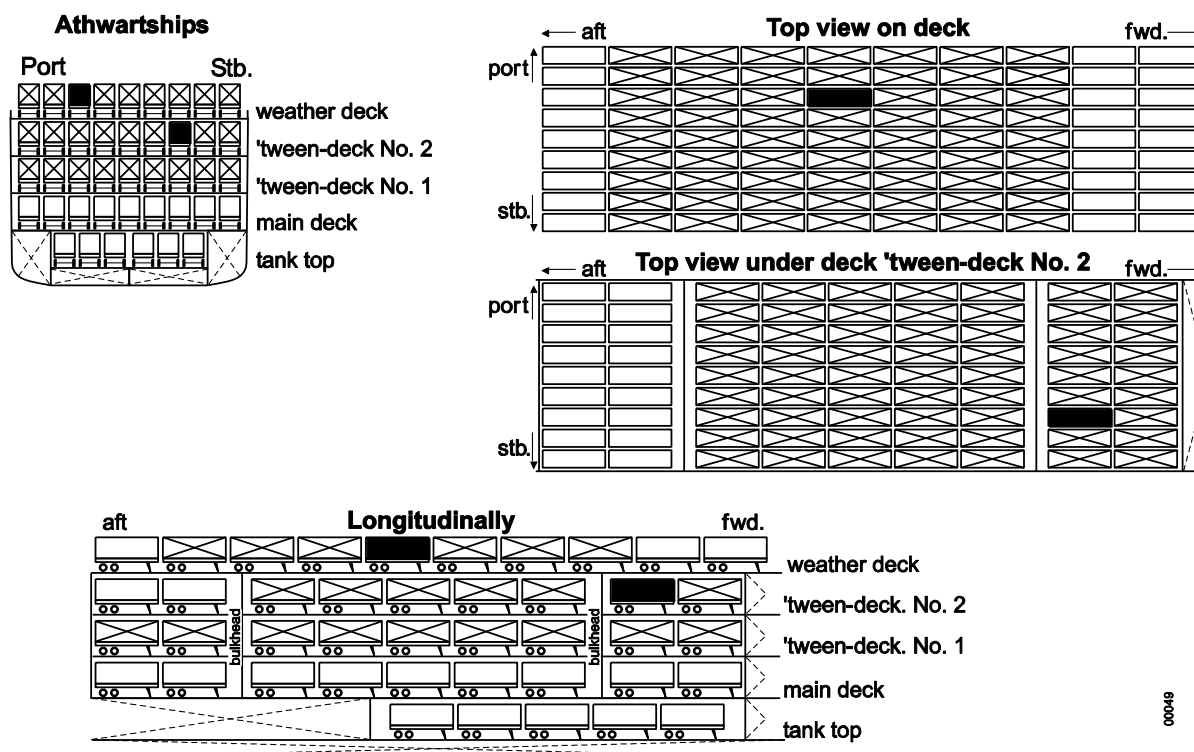 Athwartships
Port Stb.
weather deck
'tween-deck No. 2
'tween-deck No. 1
main deck
tank top
Top view on deck
aft fwd.
port
stb.
Top view under deck 'tween-deck No. 2
aft fwd.
port
stb.
Longitudinally
aft fwd.
weather deck
'tween-deck. No. 2
'tween-deck. No. 1
main deck
tank top
bulkhead
bulkhead
00049